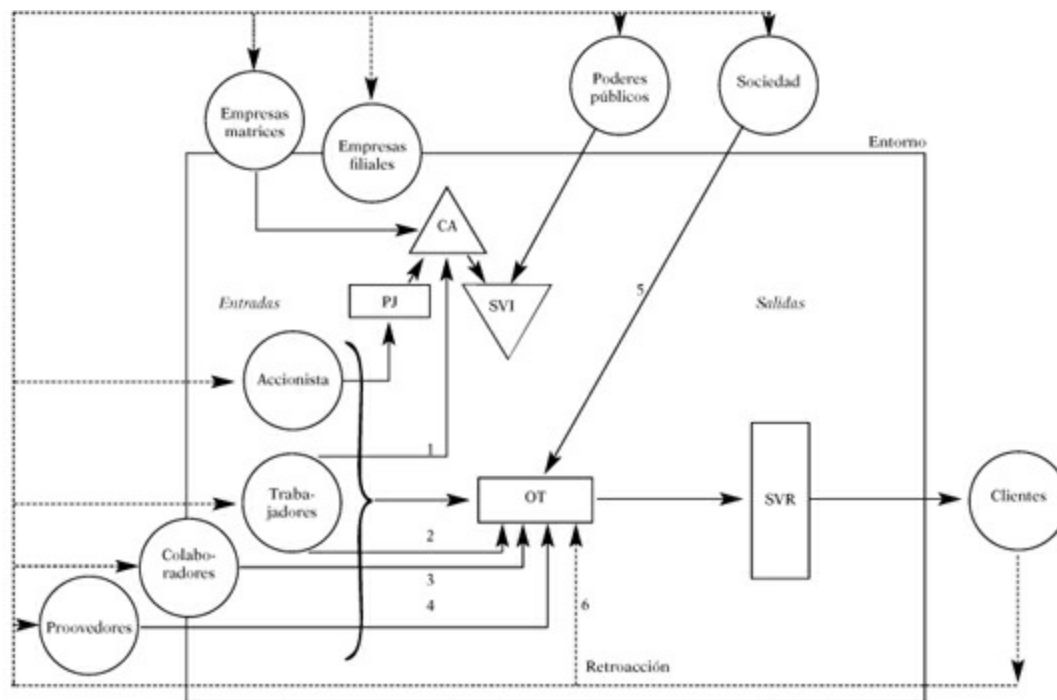 Empresas
matrices
Empresas
filiales
Poderes
públicos
Sociedad
Entorno
CA
Entradas
PJ
SVI
5
Salidas
Accionista
1
Traba-
jadores
OT
SVR
Clientes
2
Colabo-
radores
3
4
6
Proovedores
Retroacción